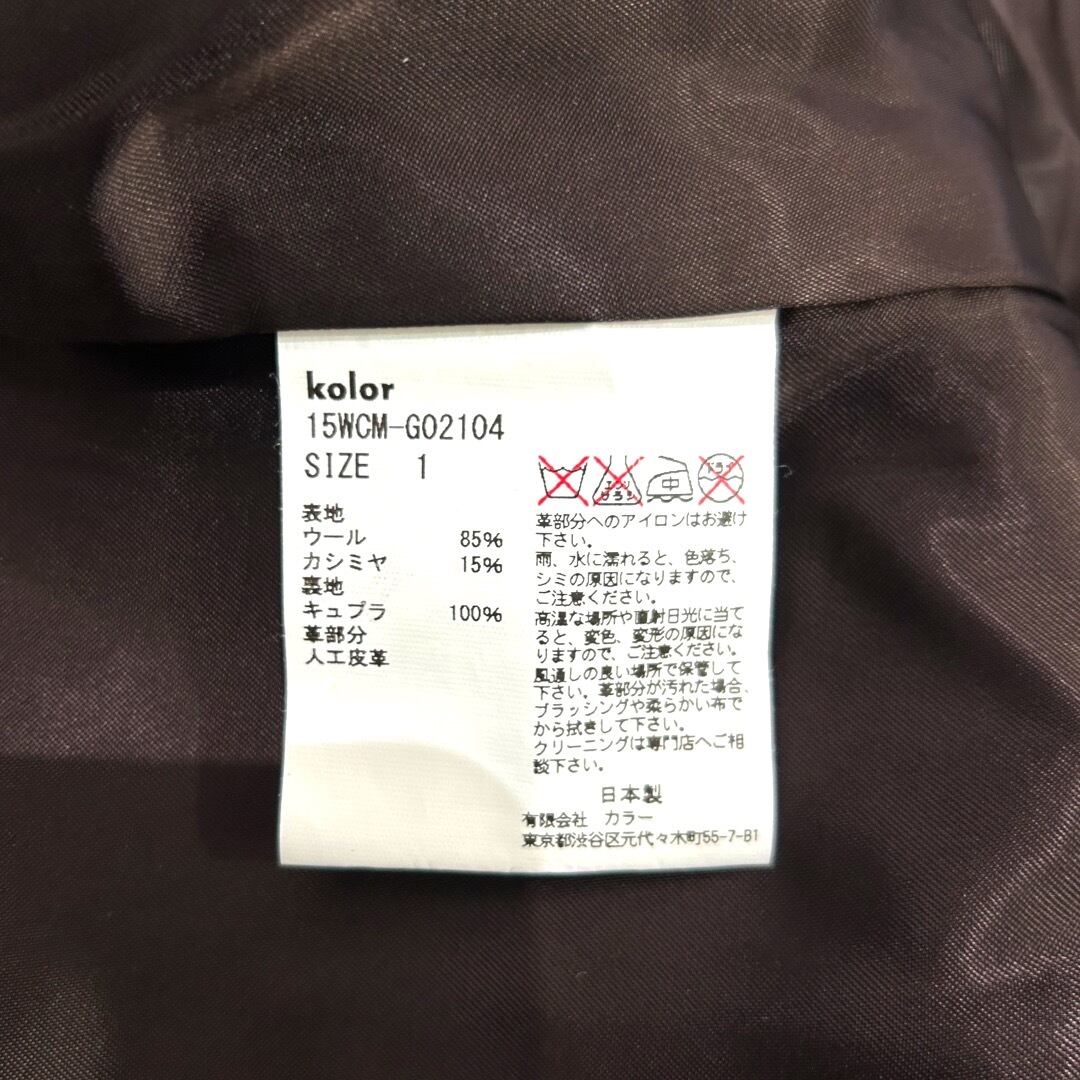 kolor
15WCM-G02104
SIZE 1
表地
ウール 85%
カシミヤ 15%
裏地
キュプラ 100%
革部分
人工皮革
エンソ
サラシ
中
ドライ
革部分へのアイロンはお避け
下さい。
雨、水に濡れると、色落ち、
シミの原因になりますので、
ご注意ください。
高温な場所や直射日光に当て
ると、変色、変形の原因にな
りますので、ご注意ください。
風通しの良い場所で保管して
下さい。革部分が汚れた場合、
ブラッシングや柔らかい布で
から拭きして下さい。
クリーニングは専門店へご相
談下さい。
日本製
有限会社 カラー
東京都渋谷区元代々木町55-7-B1